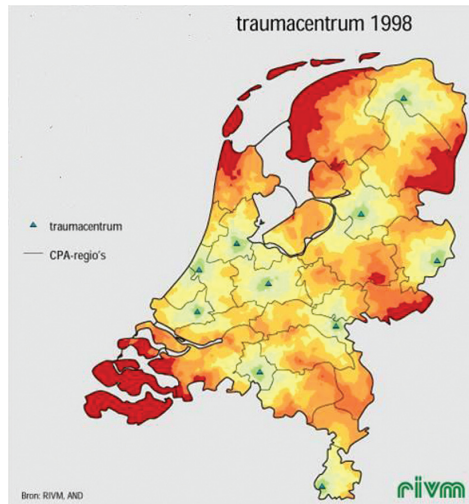 traumacentrum 1998
traumacentrum
CPA-regio's
Bron: RIVM, AND
rivm